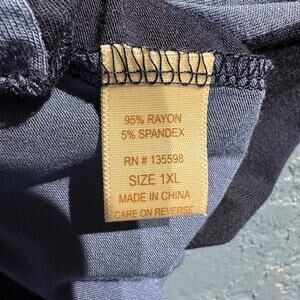 95% RAYON
5% SPANDEX
RN # 135598
SIZE 1XL
MADE IN CHINA
CARE ON REVERSE